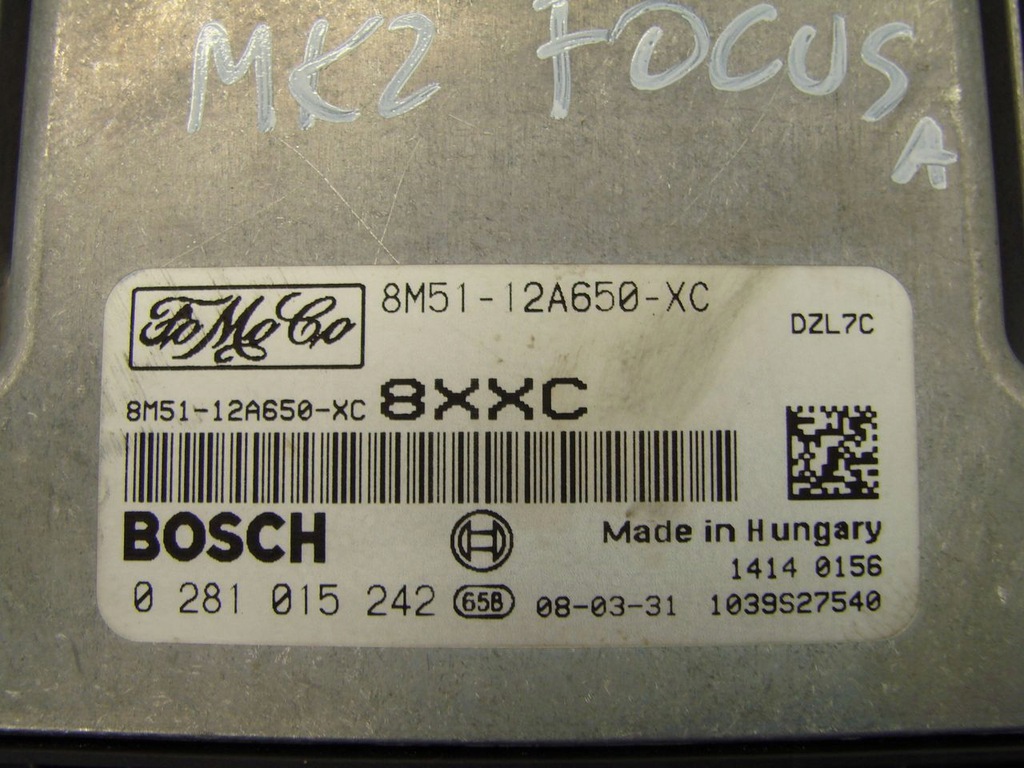 MK2 FOCUS
A
FoMoCo
8M51-12A650-XC
DZL7C
8M51-12A650-XC 8XXC
BOSCH
Made in Hungary
1414 0156
0 281 015 242 65B 08-03-31 1039S27540